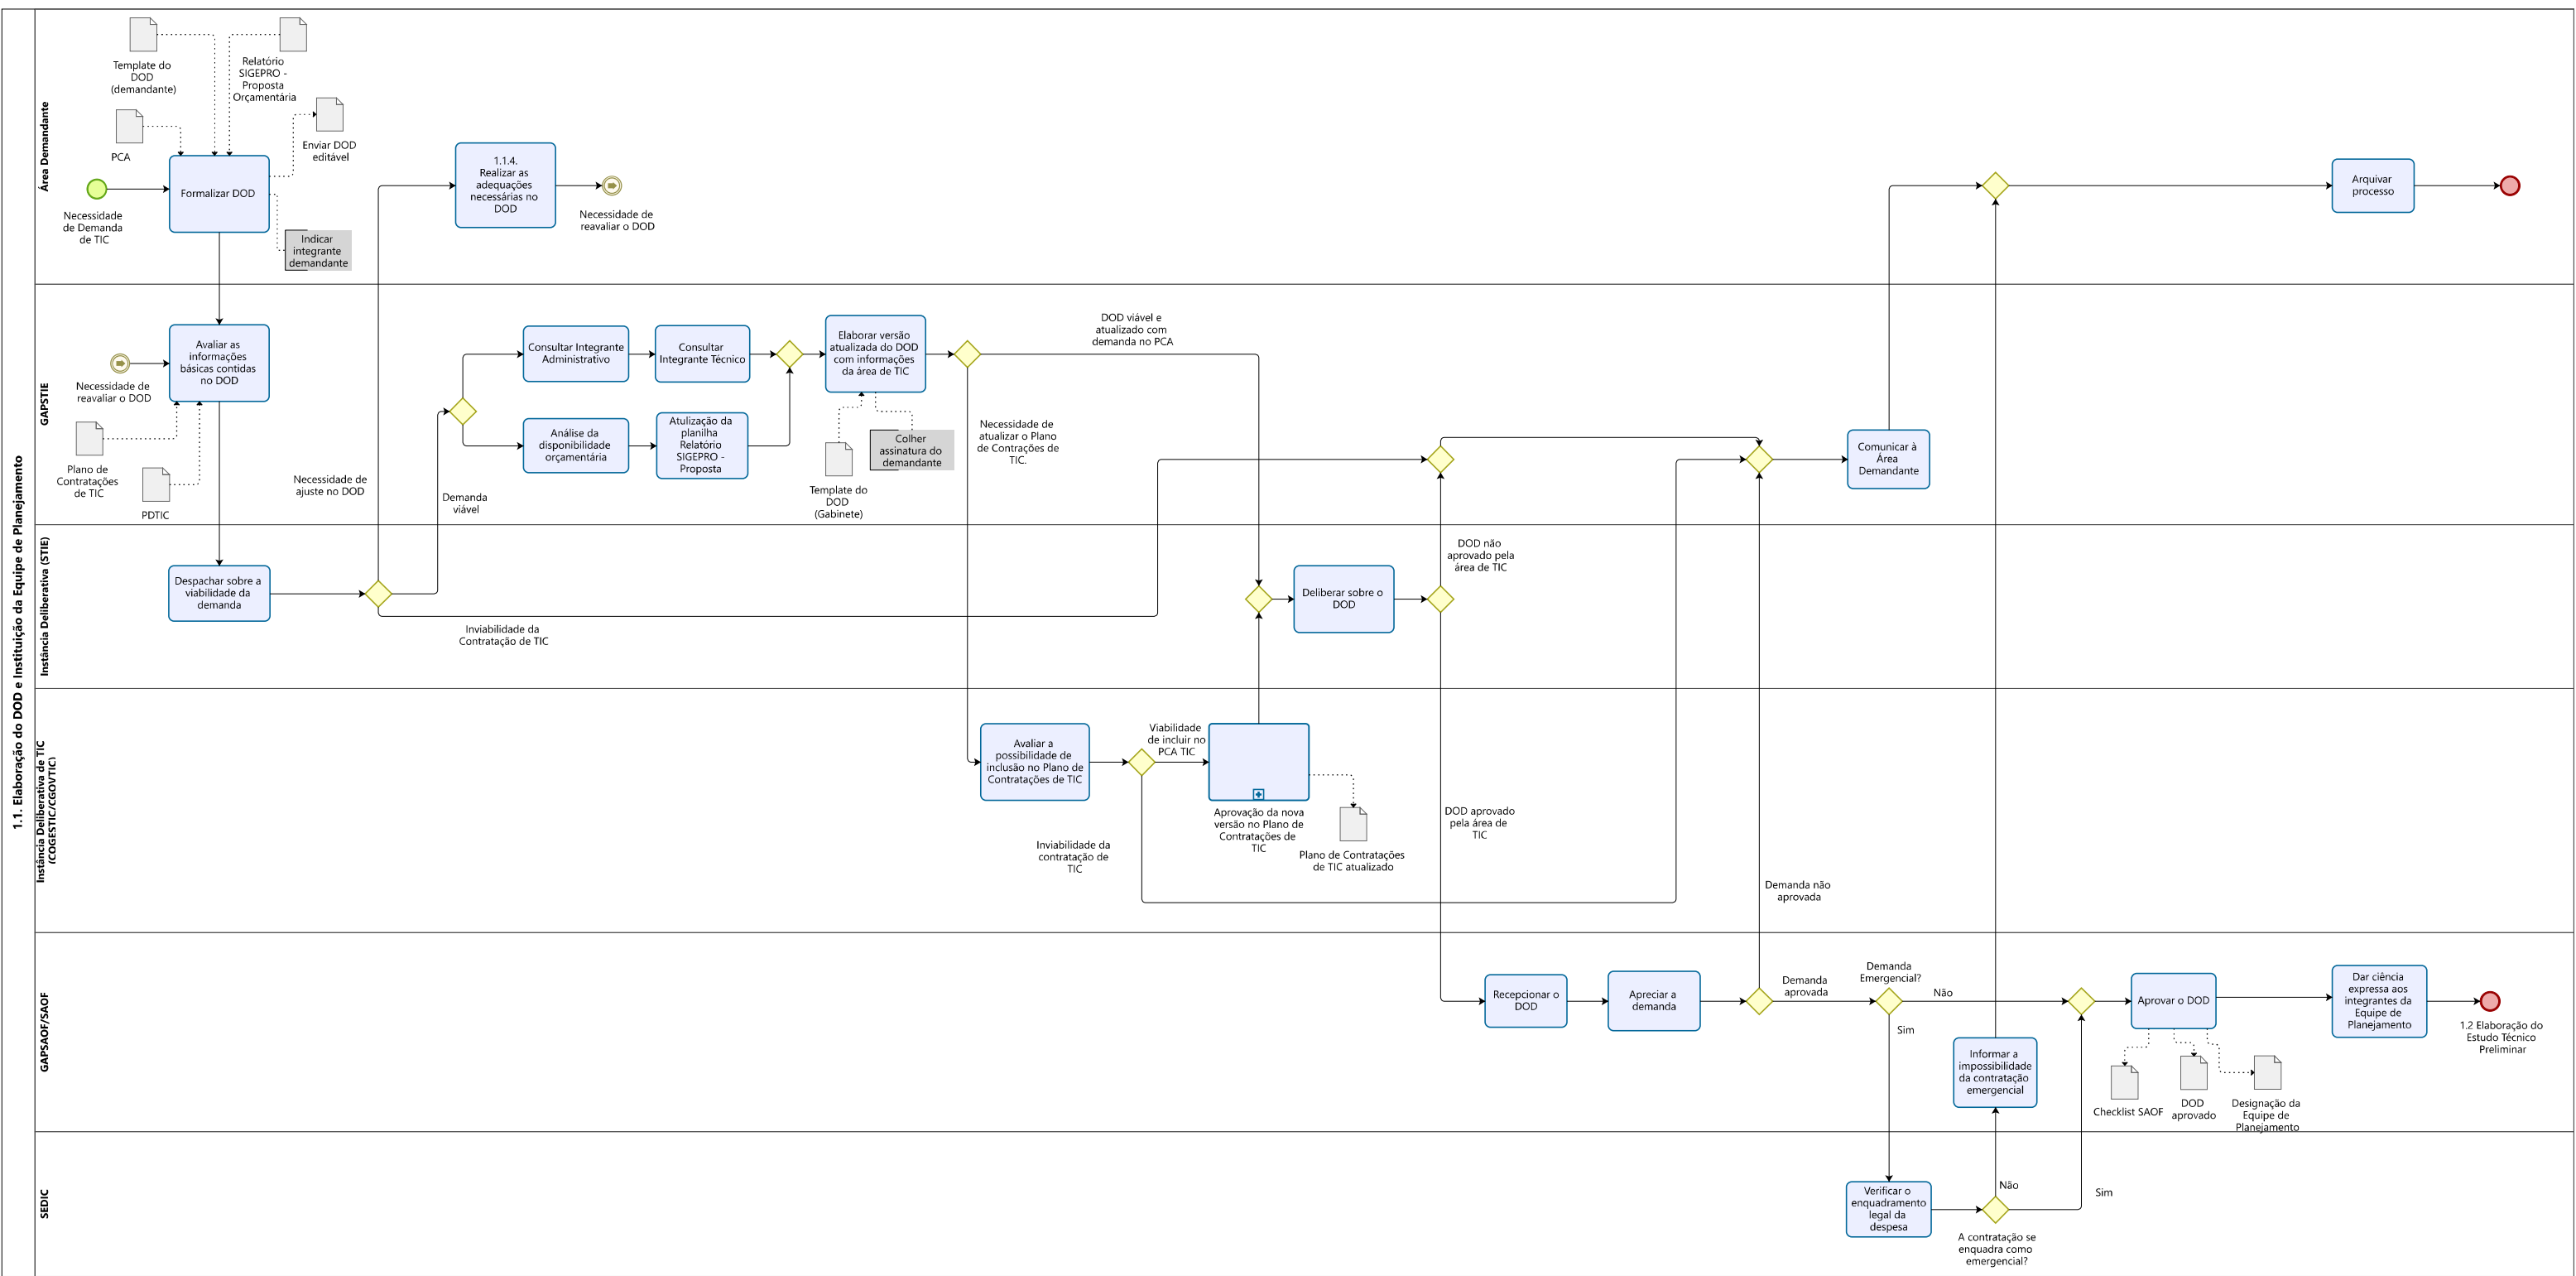 1.1. Elaboração do DOD e Instituição da Equipe de Planejamento
Área Demandante
Template do
DOD
(demandante)
Relatório
SIGEPRO -
Proposta
Orçamentária
PCA
Enviar DOD
editável
Necessidade
de Demanda
de TIC
Formalizar DOD
Indicar
integrante
demandante
1.1.4.
Realizar as
adequações
necessárias no
DOD
Necessidade de
reavaliar o DOD
Arquivar
processo
GAPSTIE
Necessidade de
reavaliar o DOD
Avaliar as
informações
básicas contidas
no DOD
Plano de
Contratações
de TIC
PDTIC
Necessidade de
ajuste no DOD
Demanda
viável
Consultar Integrante
Administrativo
Consultar
Integrante Técnico
Análise da
disponibilidade
orçamentária
Atulização da
planilha
Relatório
SIGEPRO -
Proposta
Elaborar versão
atualizada do DOD
com informações
da área de TIC
Template do
DOD
(Gabinete)
Colher
assinatura do
demandante
DOD viável e
atualizado com
demanda no PCA
Necessidade de
atualizar o Plano
de Contrações de
TIC.
Comunicar à
Área
Demandante
Instância Deliberativa (STIE)
Despachar sobre a
viabilidade da
demanda
Inviabilidade da
Contratação de TIC
Deliberar sobre o
DOD
DOD não
aprovado pela
área de TIC
Instância Deliberativa de TIC
(COGESTIC/CGOVTIC)
Avaliar a
possibilidade de
inclusão no Plano de
Contratações de TIC
Viabilidade
de incluir no
PCA TIC
Inviabilidade da
contratação de
TIC
Aprovação da nova
versão no Plano de
Contratações de
TIC
Plano de Contratações
de TIC atualizado
DOD aprovado
pela área de
TIC
Demanda não
aprovada
GAPSAOF/SAOF
Recepcionar o
DOD
Apreciar a
demanda
Demanda
aprovada
Demanda
Emergencial?
Não
Sim
Informar a
impossibilidade
da contratação
emergencial
Aprovar o DOD
Checklist SAOF
DOD
aprovado
Designação da
Equipe de
Planejamento
Dar ciência
expressa aos
integrantes da
Equipe de
Planejamento
1.2 Elaboração do
Estudo Técnico
Preliminar
SEDIC
Verificar o
enquadramento
legal da
despesa
Não
Sim
A contratação se
enquadra como
emergencial?